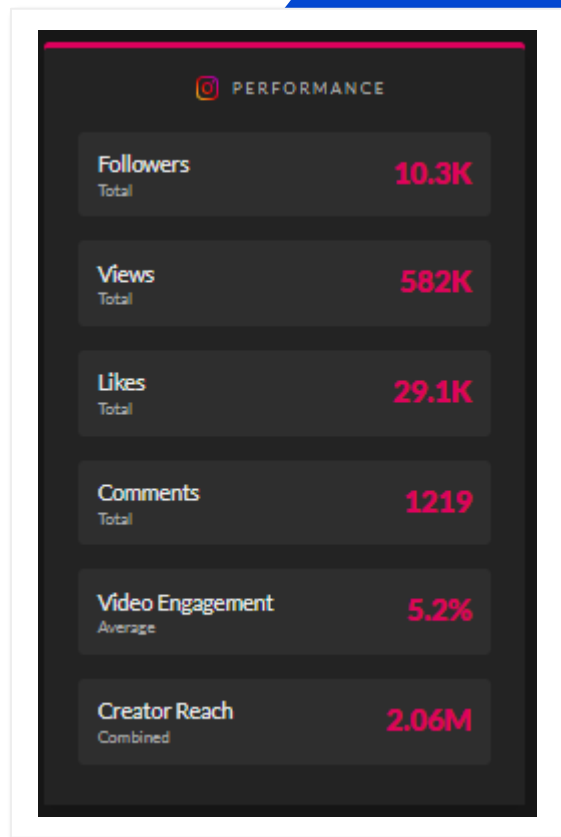 PERFORMANCE
Followers
Total
10.3K
Views
Total
582K
Likes
Total
29.1K
Comments
Total
1219
Video Engagement
Average
5.2%
Creator Reach
Combined
2.06M